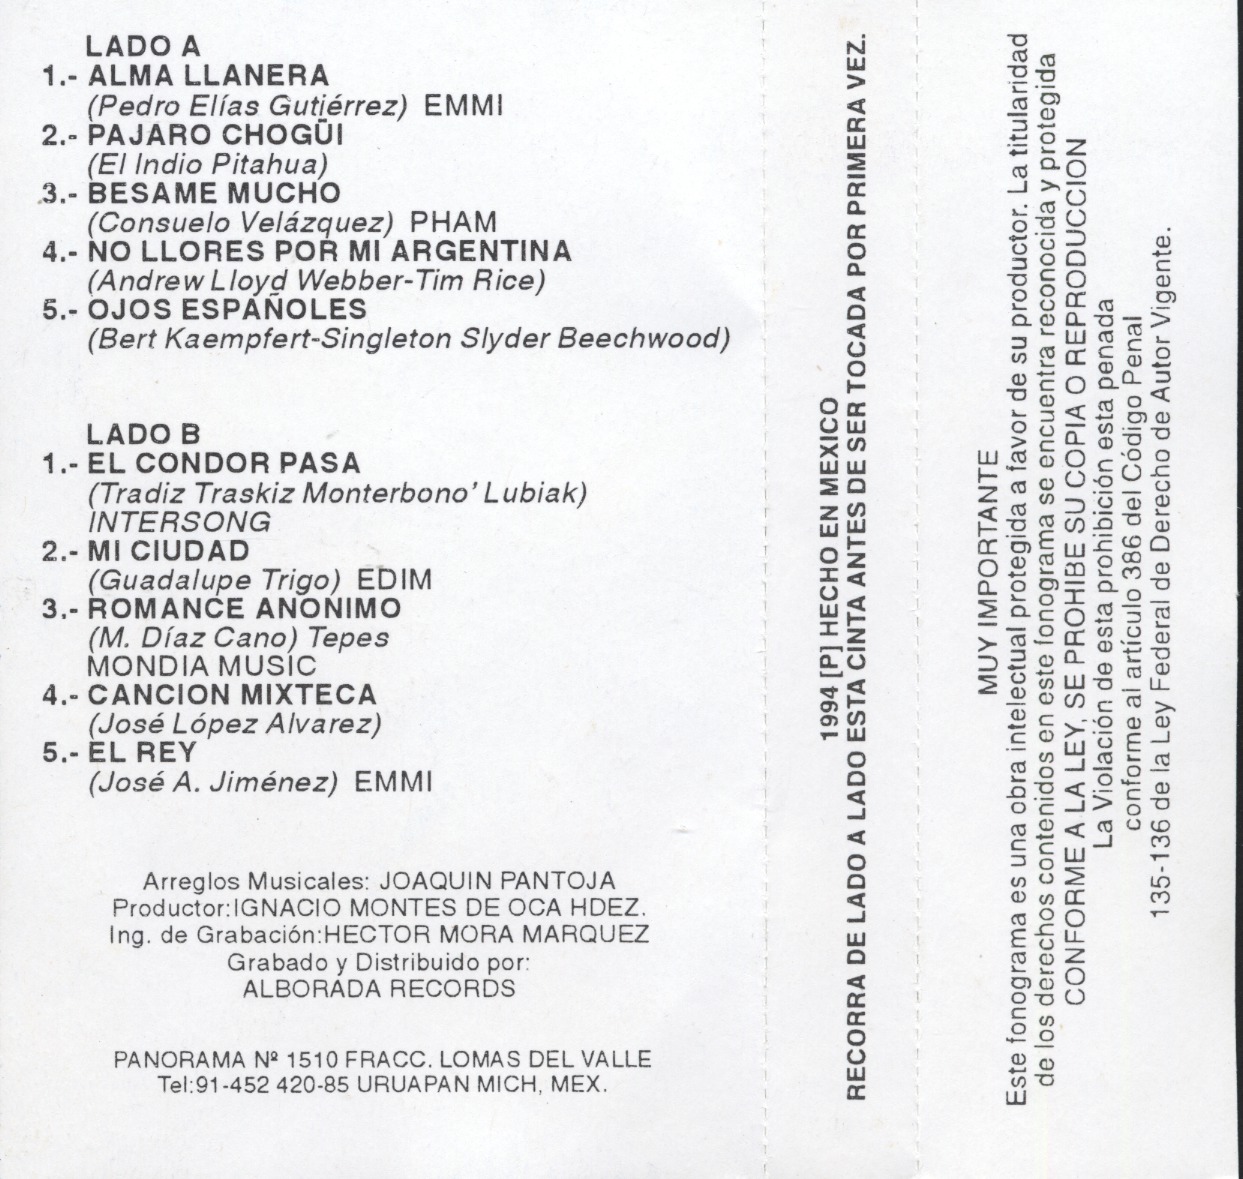 LADO A
1.- ALMA LLANERA
(Pedro Elías Gutiérrez) EMMI
2.- PAJARO CHOGÜI
(El Indio Pitahua)
3.- BESAME MUCHO
(Consuelo Velázquez) PHAM
4.- NO LLORES POR MI ARGENTINA
(Andrew Lloyd Webber-Tim Rice)
5.- OJOS ESPAÑOLES
(Bert Kaempfert-Singleton Slyder Beechwood)
LADO B
1.- EL CONDOR PASA
(Tradiz Traskiz Monterbono' Lubiak)
INTERSONG
2.- MI CIUDAD
(Guadalupe Trigo) EDIM
3.- ROMANCE ANONIMO
(M. Díaz Cano) Tepes
MONDIA MUSIC
4.- CANCION MIXTECA
(José López Alvarez)
5.- EL REY
(José A. Jiménez) EMMI
Arreglos Musicales: JOAQUIN PANTOJA
Productor:IGNACIO MONTES DE OCA HDEZ.
Ing. de Grabación:HECTOR MORA MARQUEZ
Grabado y Distribuido por:
ALBORADA RECORDS
PANORAMA Nº 1510 FRACC. LOMAS DEL VALLE
Tel:91-452 420-85 URUAPAN MICH, MEX.
1994 [P] HECHO EN MEXICO
RECORRA DE LADO A LADO ESTA CINTA ANTES DE SER TOCADA POR PRIMERA VEZ.
MUY IMPORTANTE
Este fonograma es una obra intelectual protegida a favor de su productor. La titularidad
de los derechos contenidos en este fonograma se encuentra reconocida y protegida
CONFORME A LA LEY, SE PROHIBE SU COPIA O REPRODUCCION
La Violación de esta prohibición esta penada
conforme al artículo 386 del Código Penal
135-136 de la Ley Federal de Derecho de Autor Vigente.